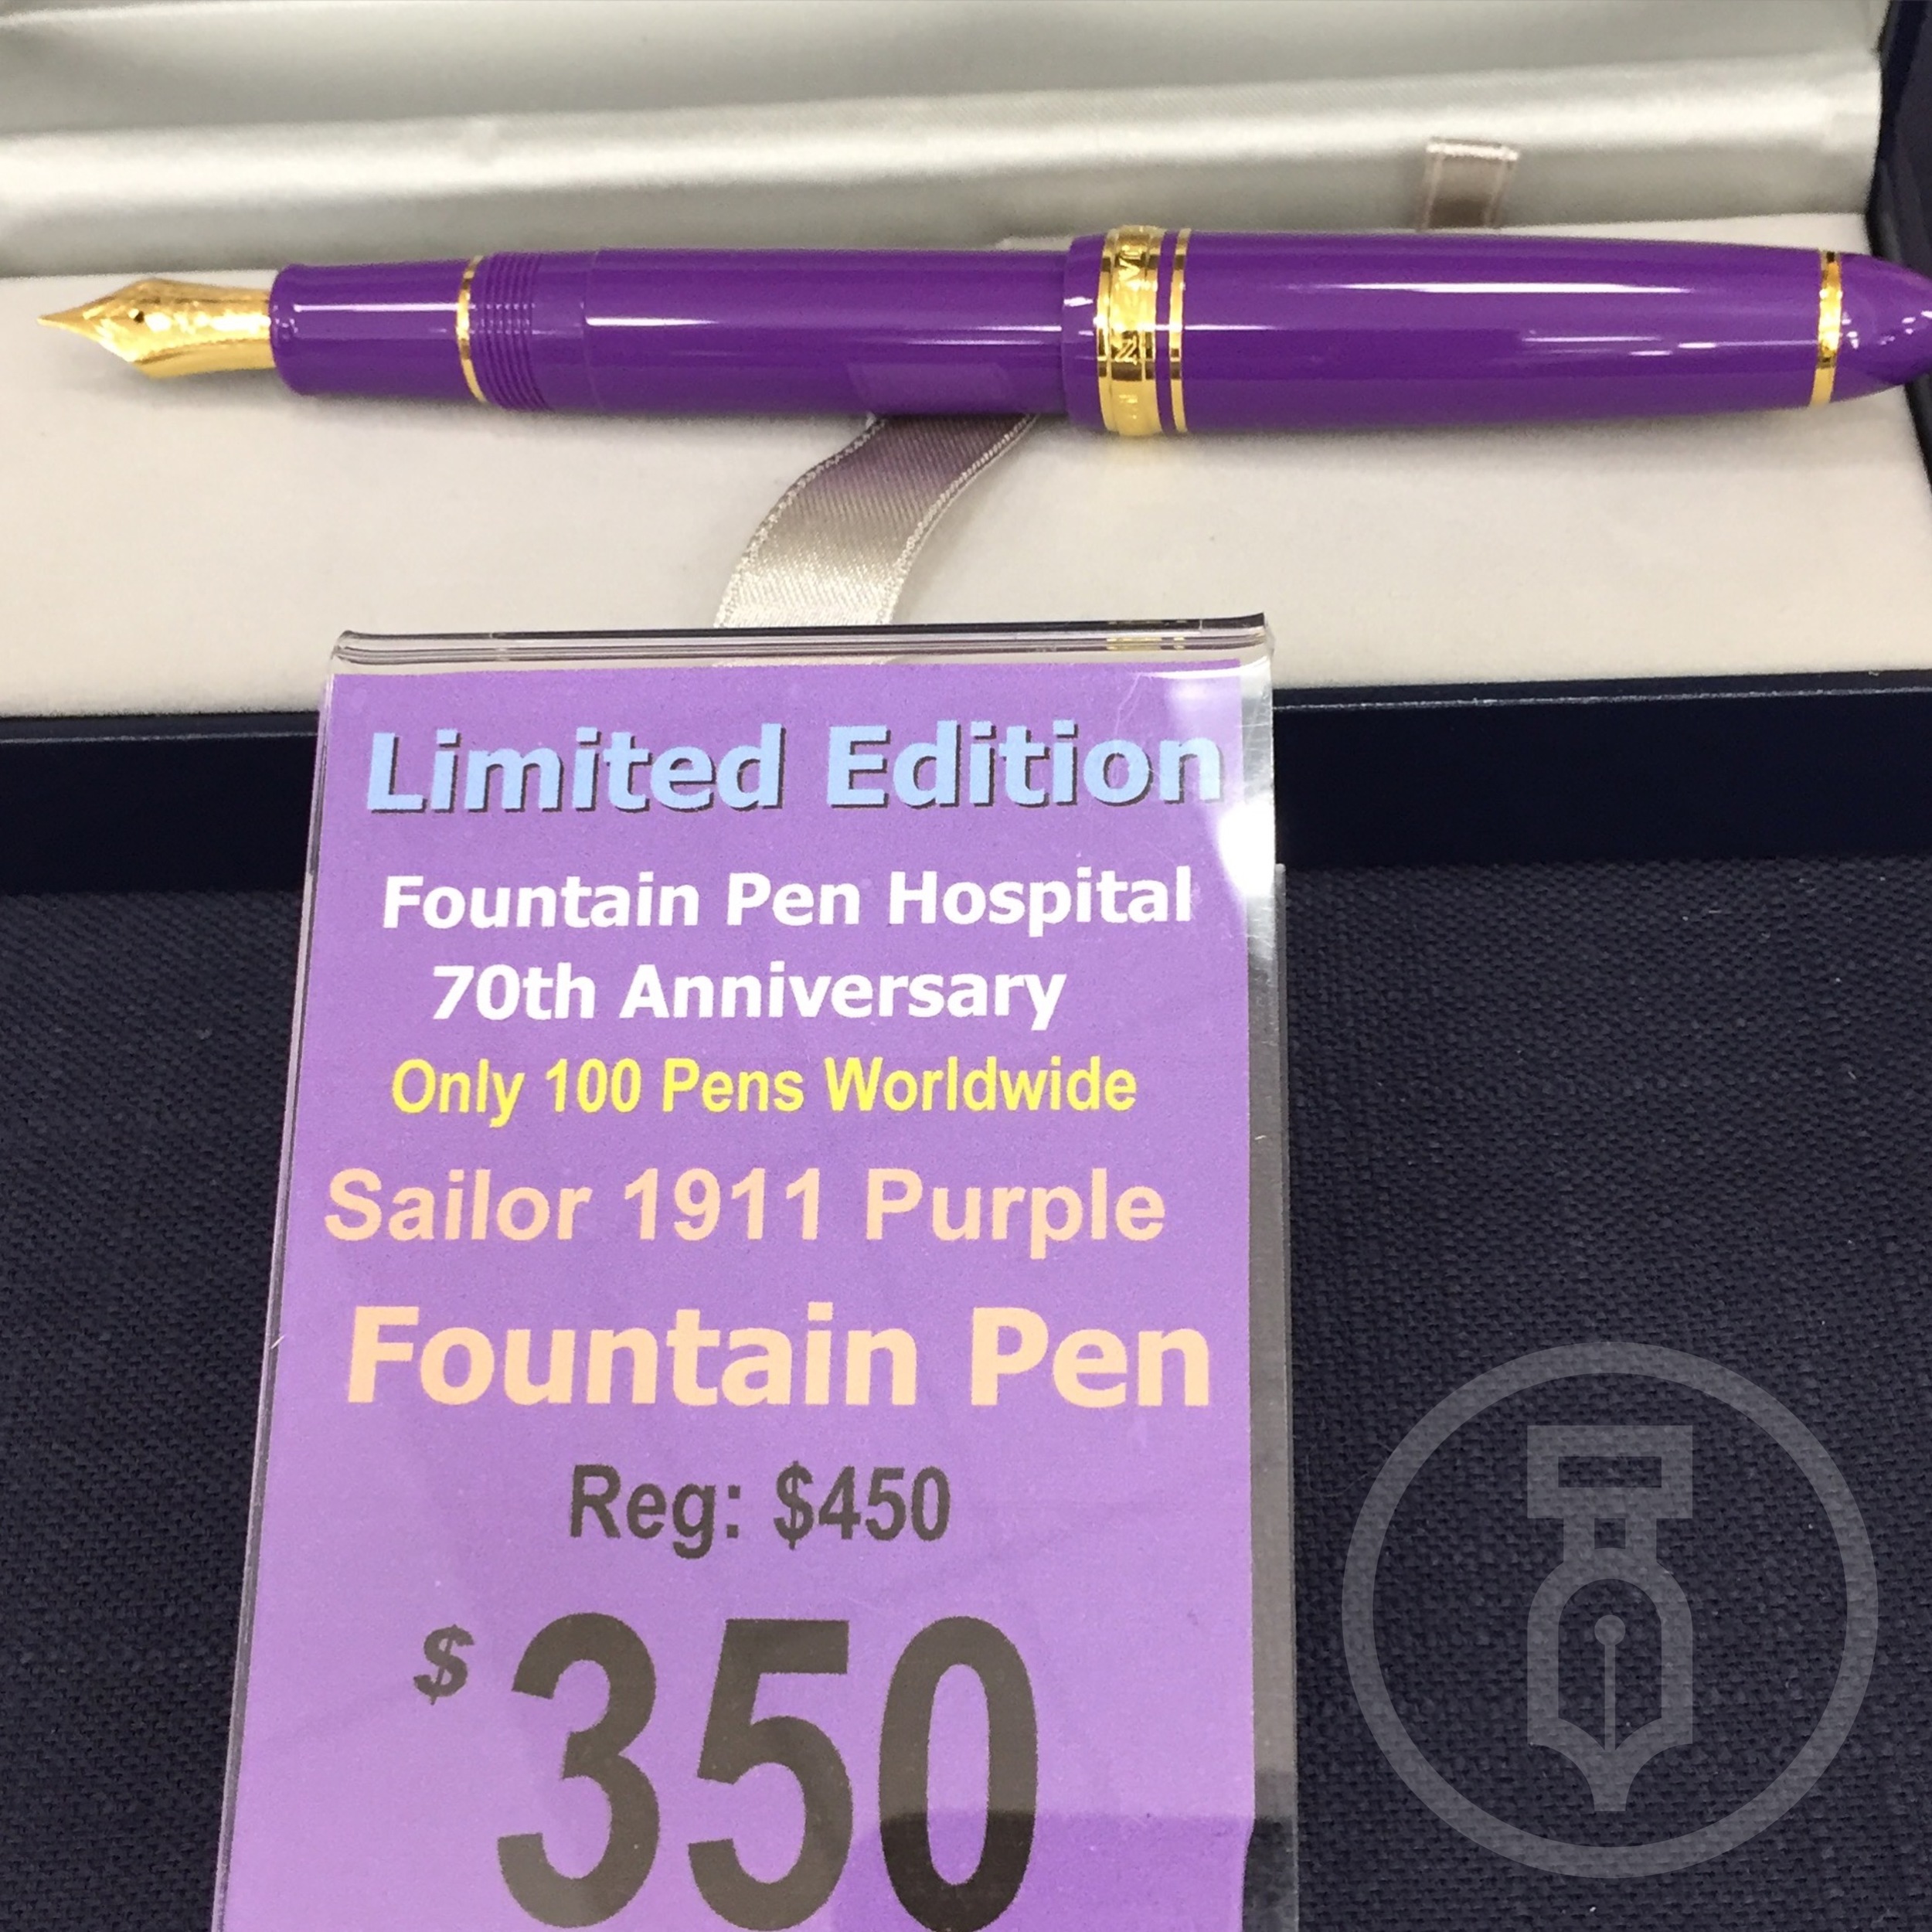 Limited Edition
Fountain Pen Hospital
70th Anniversary
Only 100 Pens Worldwide
Sailor 1911 Purple
Fountain Pen
Reg: $450
$350